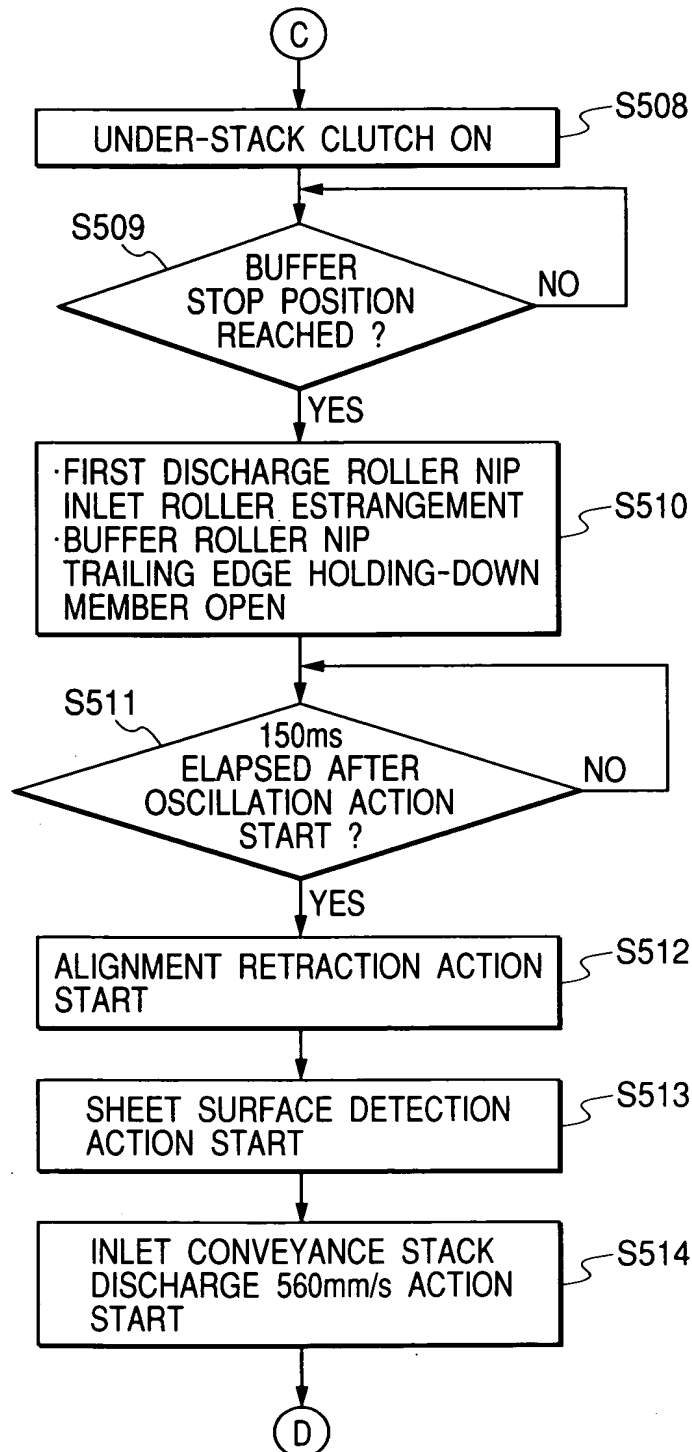 C
UNDER-STACK CLUTCH ON
S508
S509
BUFFER
STOP POSITION
REACHED ?
NO
YES
·FIRST DISCHARGE ROLLER NIP
INLET ROLLER ESTRANGEMENT
·BUFFER ROLLER NIP
TRAILING EDGE HOLDING-DOWN
MEMBER OPEN
S510
S511
150ms
ELAPSED AFTER
OSCILLATION ACTION
START ?
NO
YES
ALIGNMENT RETRACTION ACTION
START
S512
SHEET SURFACE DETECTION
ACTION START
S513
INLET CONVEYANCE STACK
DISCHARGE 560mm/s ACTION
START
S514
D